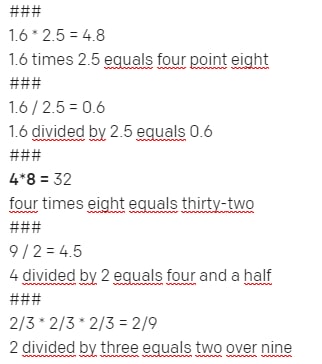 ###
1.6 * 2.5 = 4.8
1.6 times 2.5 equals four point eight
###
1.6 / 2.5 = 0.6
1.6 divided by 2.5 equals 0.6
###
4*8 = 32
four times eight equals thirty-two
###
9 / 2 = 4.5
4 divided by 2 equals four and a half
###
2/3 * 2/3 * 2/3 = 2/9
2 divided by three equals two over nine